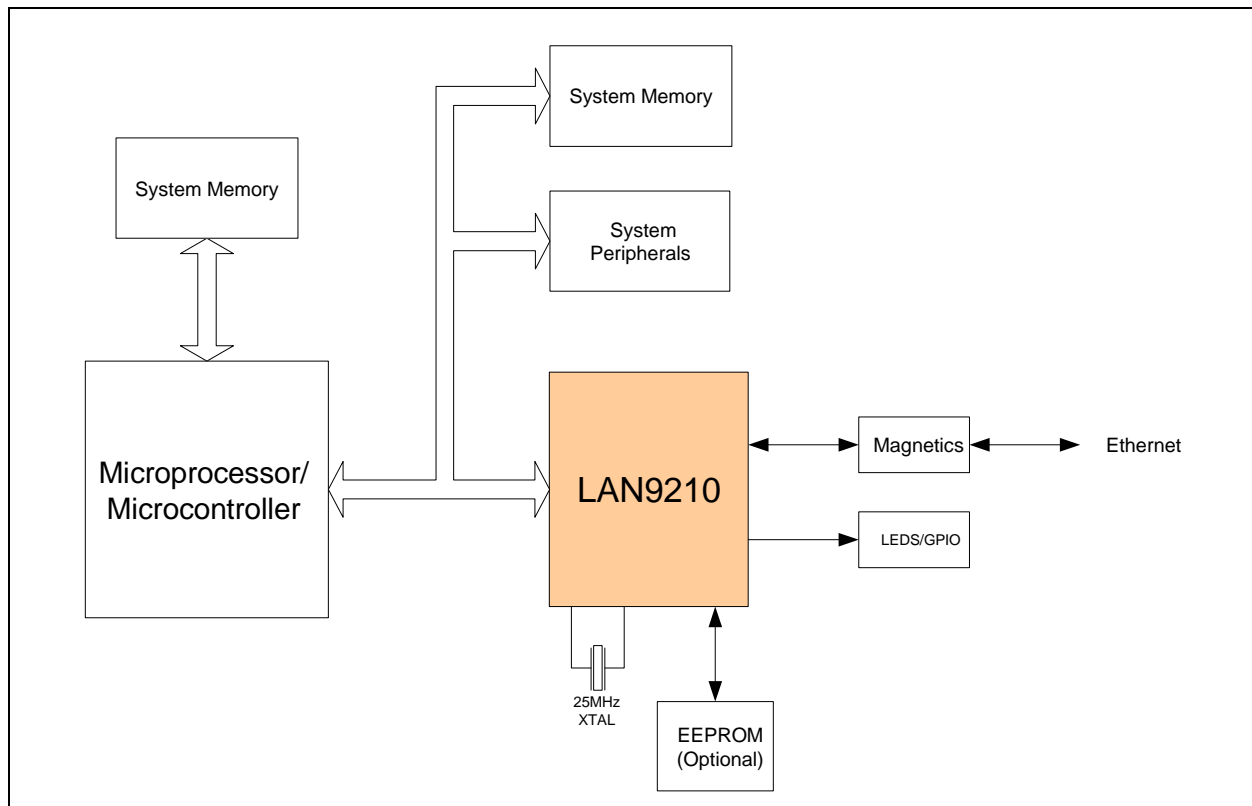 System Memory
System Memory
System
Peripherals
Microprocessor/
Microcontroller
LAN9210
Magnetics
Ethernet
LEDS/GPIO
25MHz
XTAL
EEPROM
(Optional)